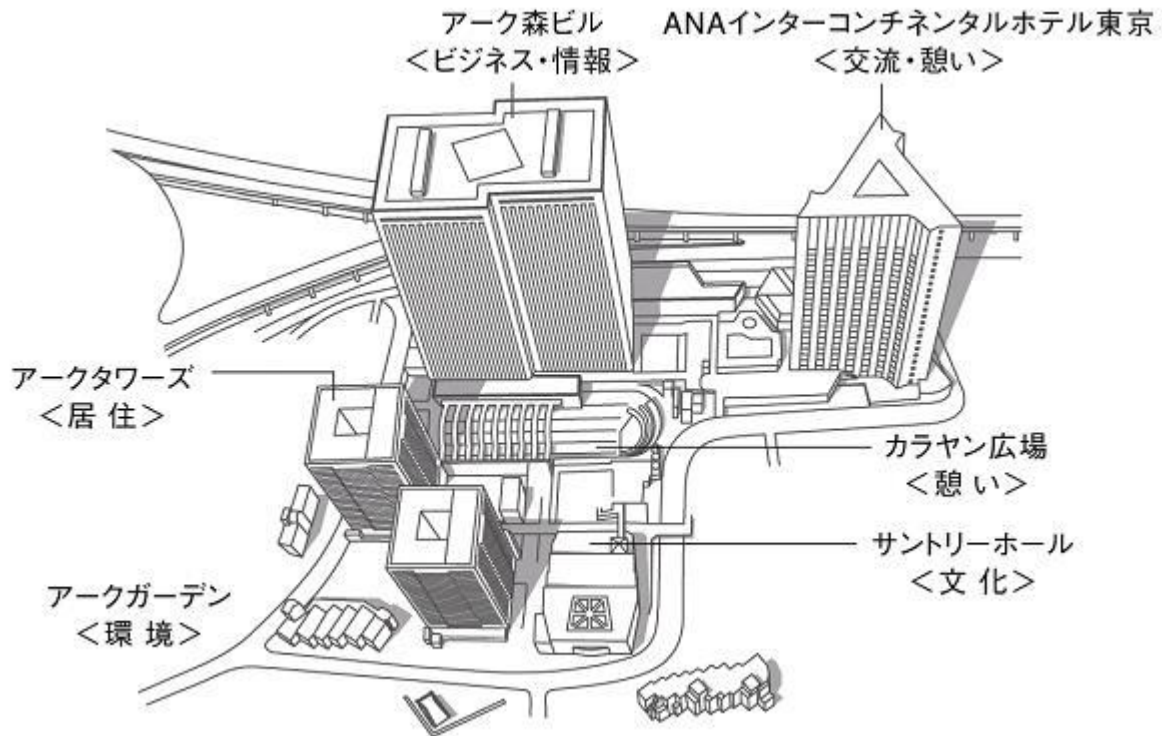 アーク森ビル
<ビジネス・情報>
ANAインターコンチネンタルホテル東京
<交流・憩い>
アークタワーズ
<居 住>
カラヤン広場
<憩 い>
サントリーホール
<文 化>
アークガーデン
<環 境>